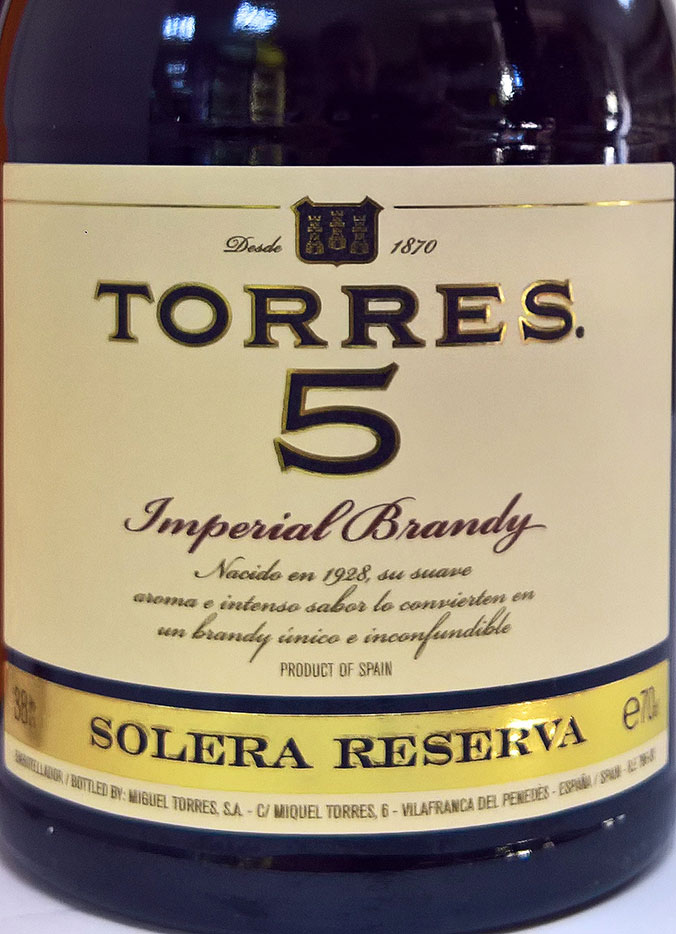 Desde 1870
TORRES.
5
Imperial Brandy
Nacido en 1928, su suave
aroma e intenso sabor lo convierten en
un brandy único e inconfundible
PRODUCT OF SPAIN
SOLERA RESERVA
EMBOTELLADOR / BOTTLED BY: MIGUEL TORRES, S.A. - C/ MIQUEL TORRES, 6 - VILAFRANCA DEL PENEDÈS - ESPAÑA / SPAIN